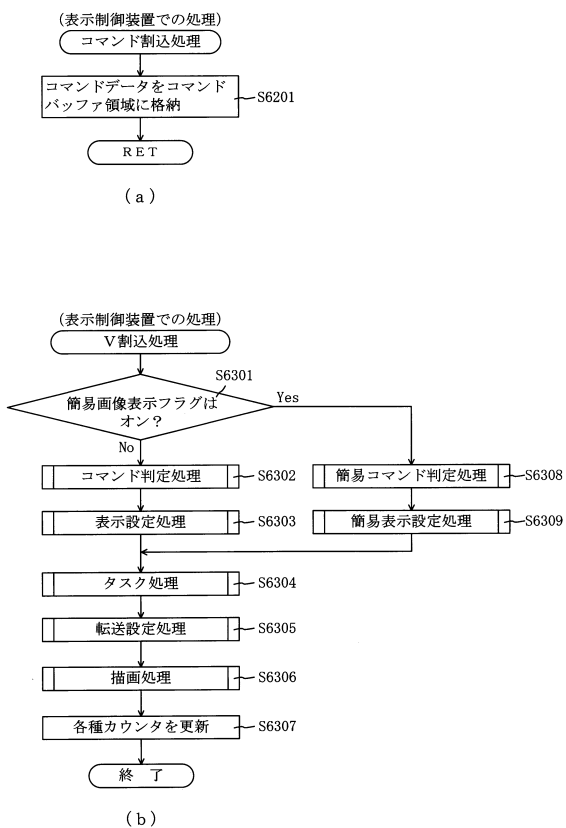 (表示制御装置での処理)
コマンド割込処理
コマンドデータをコマンド
バッファ領域に格納
S6201
RET
(a)
(表示制御装置での処理)
V割込処理
S6301
簡易画像表示フラグは
オン？
Yes
No
コマンド判定処理
S6302
簡易コマンド判定処理
S6308
表示設定処理
S6303
簡易表示設定処理
S6309
タスク処理
S6304
転送設定処理
S6305
描画処理
S6306
各種カウンタを更新
S6307
終 了
(b)